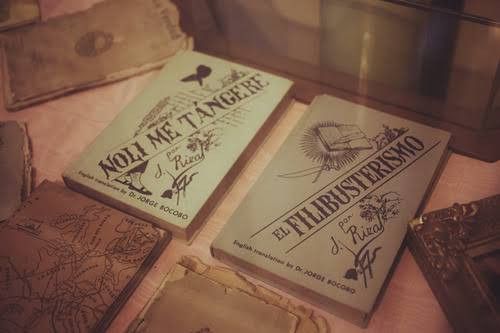 NOLI ME TÁNGERE
por
J. Rizal
English translation by Dr. JORGE BOCOBO
EL FILIBUSTERISMO
por
J. Rizal
English translation by Dr. JORGE BOCOBO